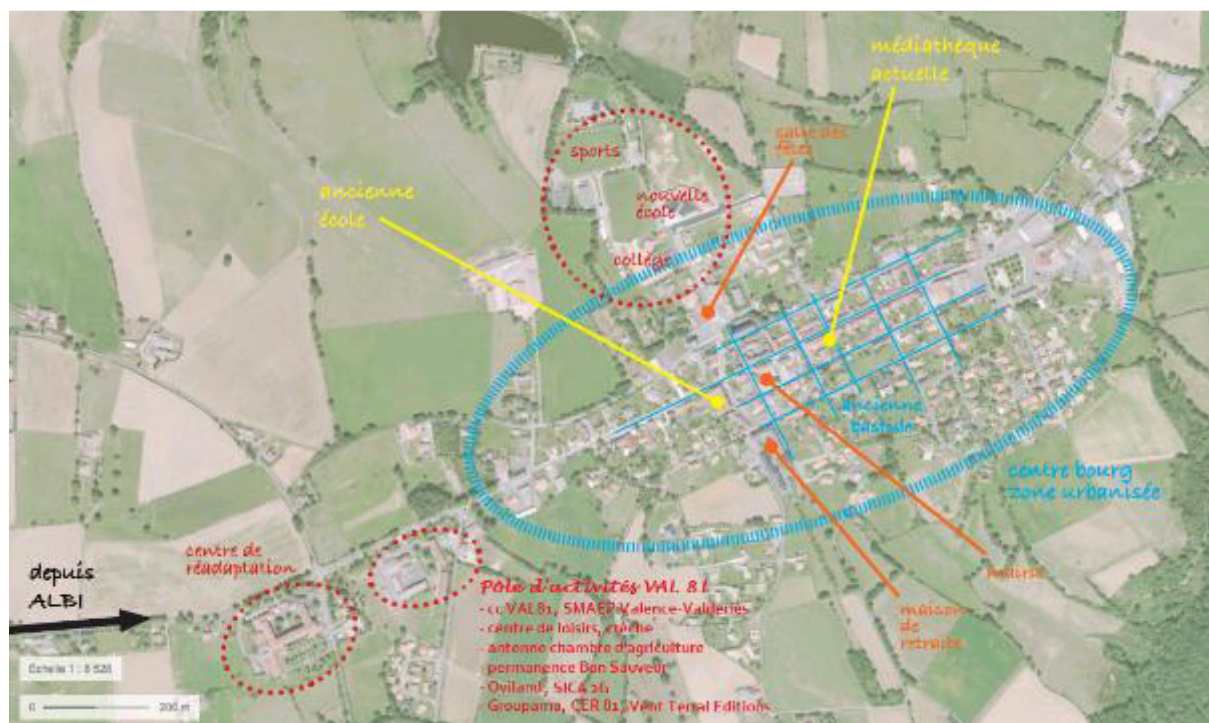 médiathèque
actuelle
salle des
fêtes
sports
ancienne
école
nouvelle
école
collège
ancienne
bastide
centre bourg
zone urbanisée
centre de
réadaptation
depuis
ALBI
Pôle d'activités VAL 81
- cc VAL81, SMAEP Valence-Valderiès
- centre de loisirs, crèche
- antenne chambre d'agriculture
- permanence Bon Sauveur
- Ovilamt, SICA 2G
Groupama, CER 81, Vent Terral Editions
mairie
maison
de
retraite
Echelle 1 : 8 528
0 200 m